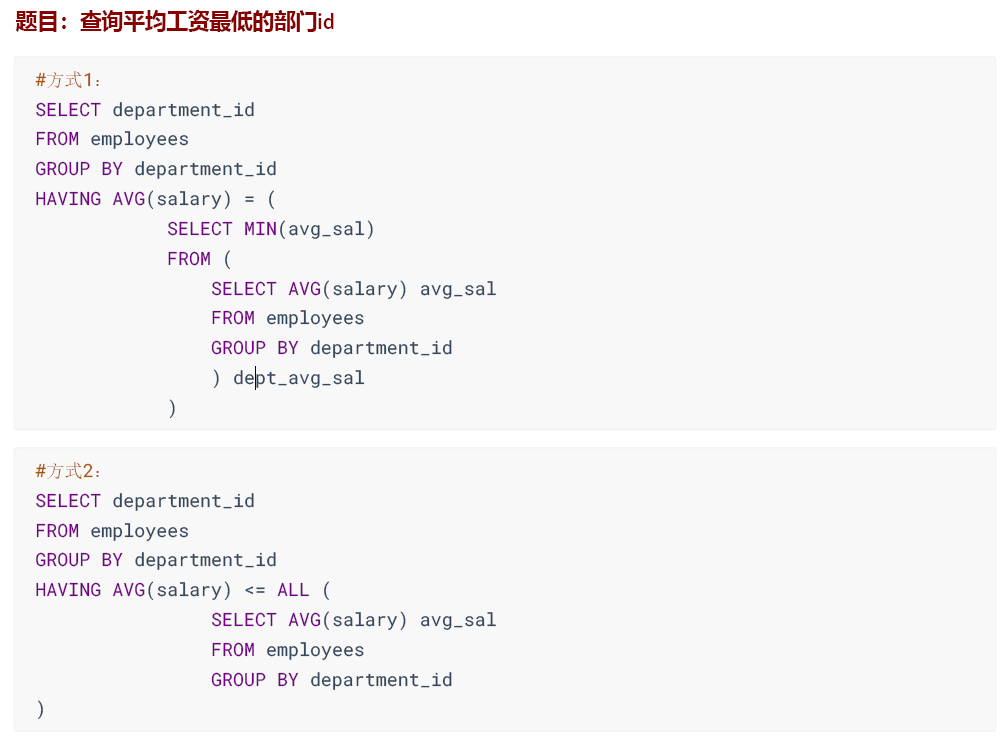 题目：查询平均工资最低的部门id
#方式1：
SELECT department_id
FROM employees
GROUP BY department_id
HAVING AVG(salary) = (
SELECT MIN(avg_sal)
FROM (
SELECT AVG(salary) avg_sal
FROM employees
GROUP BY department_id
) dept_avg_sal
)
#方式2：
SELECT department_id
FROM employees
GROUP BY department_id
HAVING AVG(salary) <= ALL (
SELECT AVG(salary) avg_sal
FROM employees
GROUP BY department_id
)